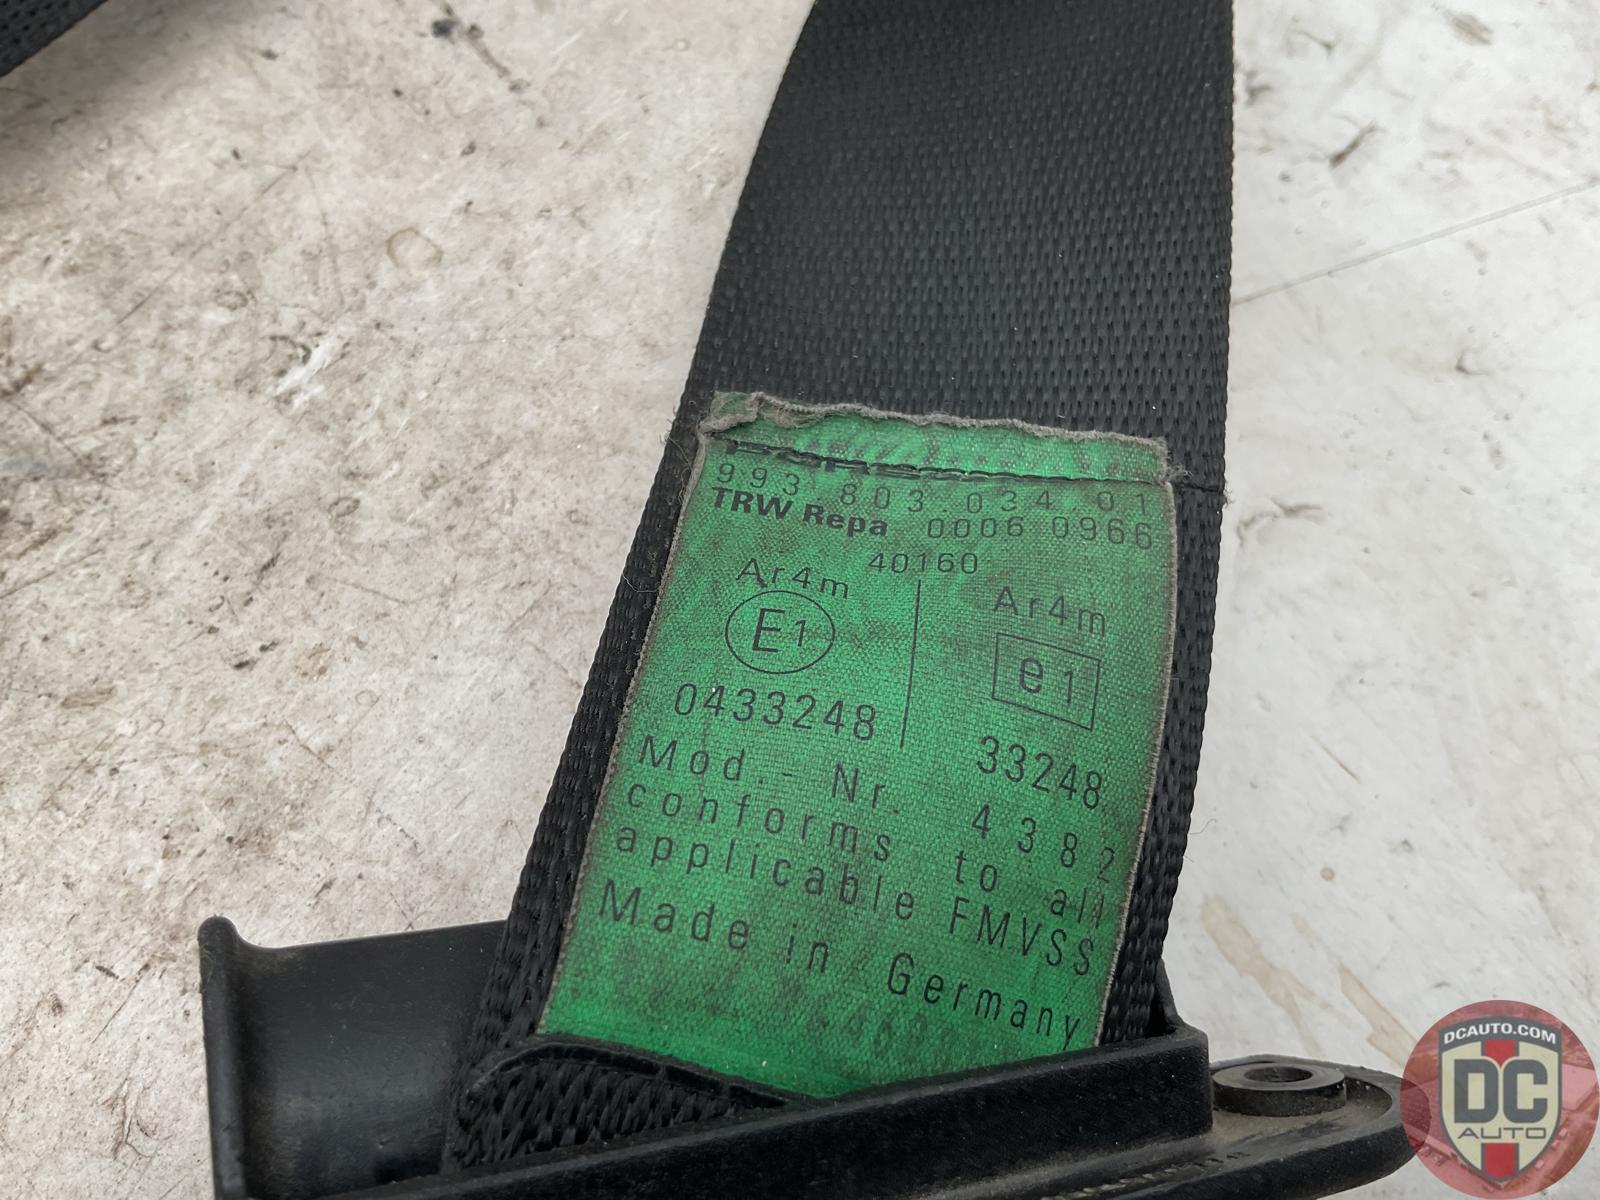 PORSCHE
993.803.034.01
TRW Repa 0006 0966
40160
Ar4m
E1
0433248
Ar4m
e1
33248
Mod.- Nr. 4382
conforms to all
applicable FMVSS
Made in Germany
DCAUTO.COM
DC
AUTO